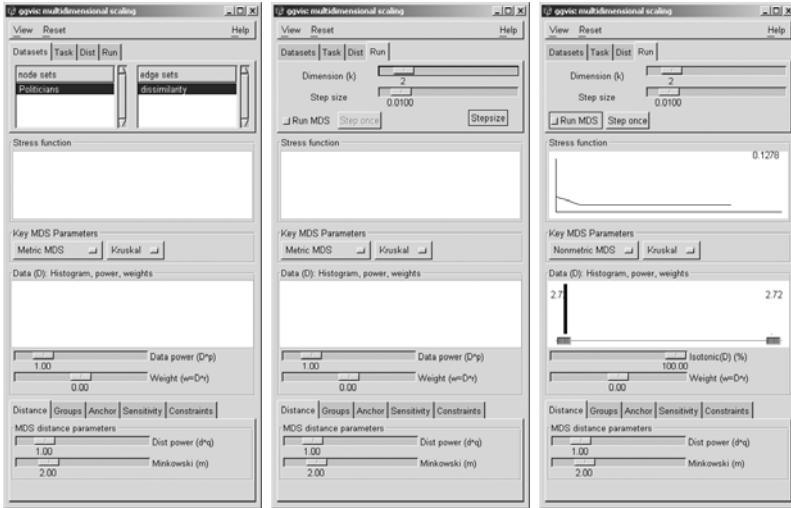 ggvis: multidimensional scaling
View Reset Help
Datasets Task Dist Run
node sets edge sets
Politicians dissimilarity
Stress function
Key MDS Parameters
Metric MDS Kruskal
Data (D): Histogram, power, weights
Data power (D^p)
1.00
Weight (w=D^r)
0.00
Distance Groups Anchor Sensitivity Constraints
MDS distance parameters
Dist power (d^q)
1.00
Minkowski (m)
2.00
ggvis: multidimensional scaling
View Reset Help
Datasets Task Dist Run
Dimension (k)
2
Step size
0.0100
Run MDS Step once Stepsize
Stress function
Key MDS Parameters
Metric MDS Kruskal
Data (D): Histogram, power, weights
Data power (D^p)
1.00
Weight (w=D^r)
0.00
Distance Groups Anchor Sensitivity Constraints
MDS distance parameters
Dist power (d^q)
1.00
Minkowski (m)
2.00
ggvis: multidimensional scaling
View Reset Help
Datasets Task Dist Run
Dimension (k)
2
Step size
0.0100
Run MDS Step once
Stress function
0.1278
Key MDS Parameters
Nonmetric MDS Kruskal
Data (D): Histogram, power, weights
2.72
Isotonic(D) (%)
100.00
Weight (w=D^r)
0.00
Distance Groups Anchor Sensitivity Constraints
MDS distance parameters
Dist power (d^q)
1.00
Minkowski (m)
2.00